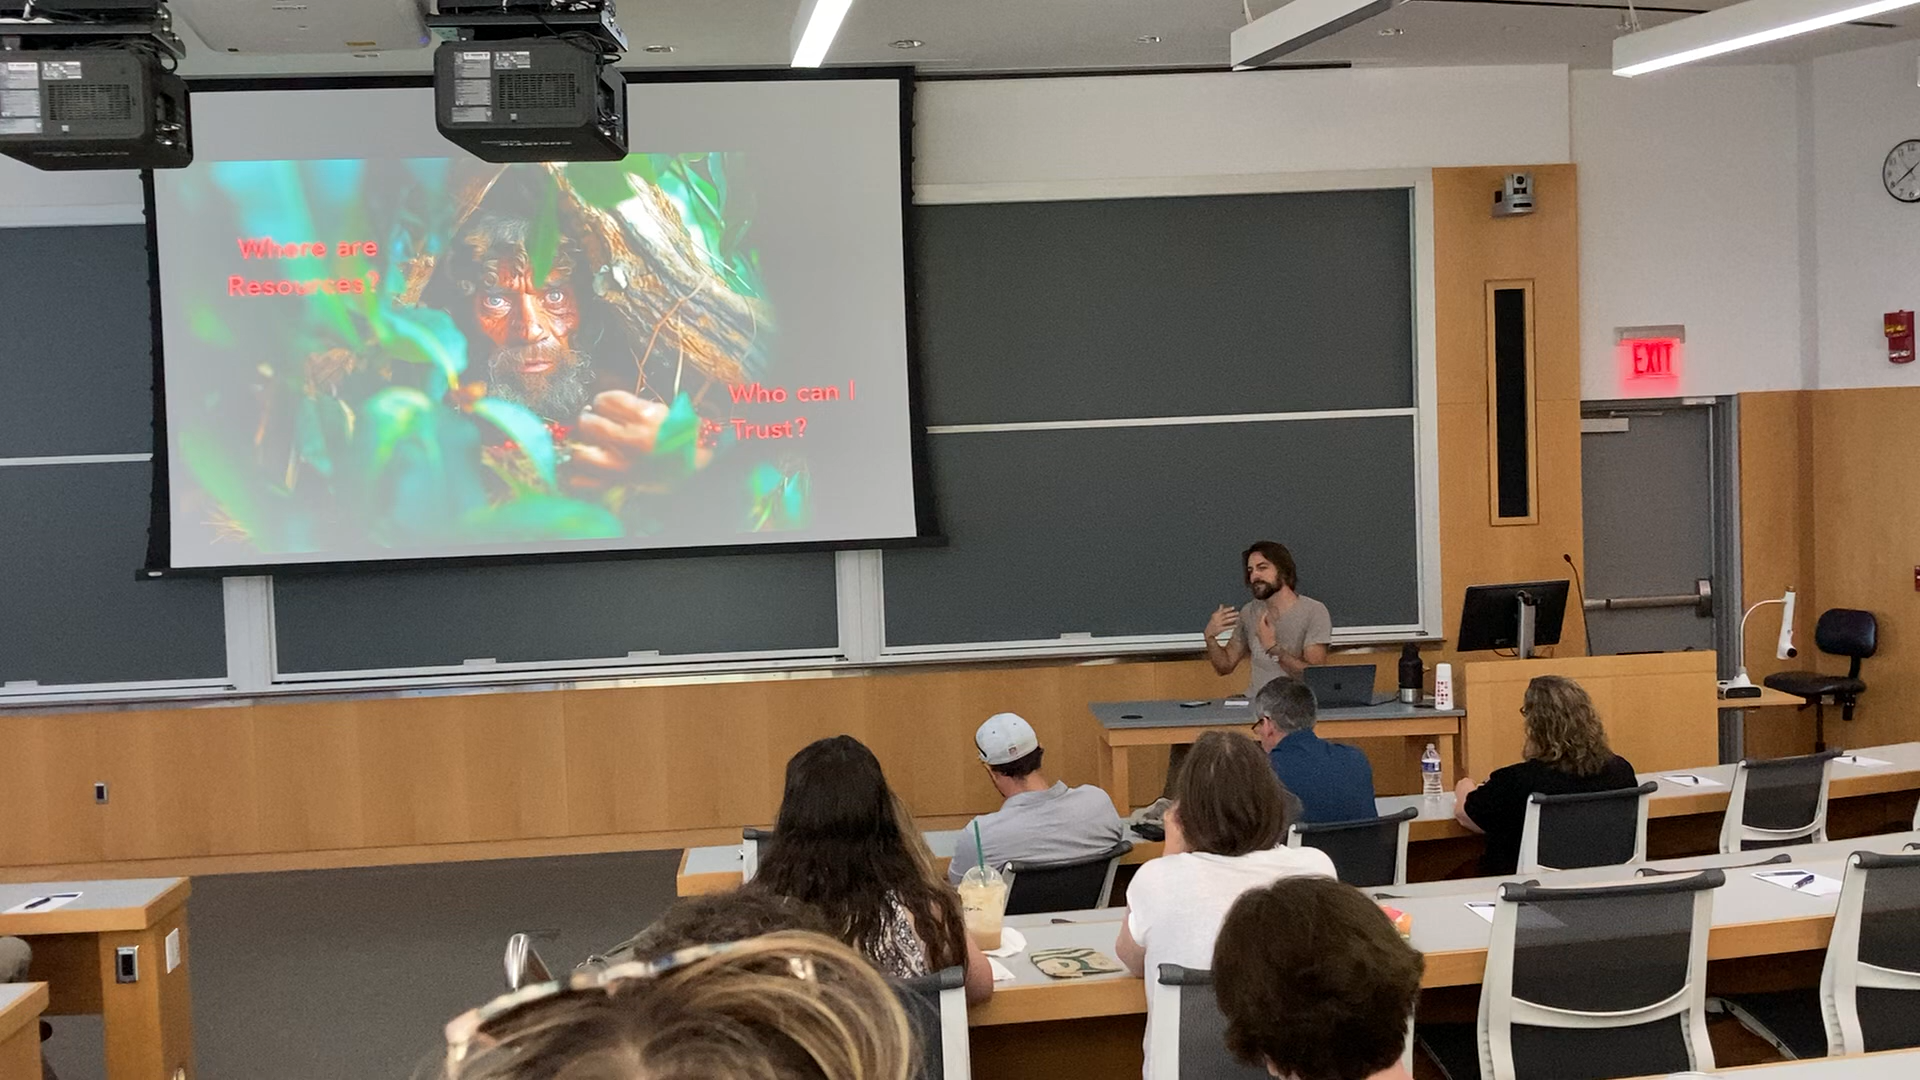 Where are
Resources?
Who can I
Trust?
EXIT